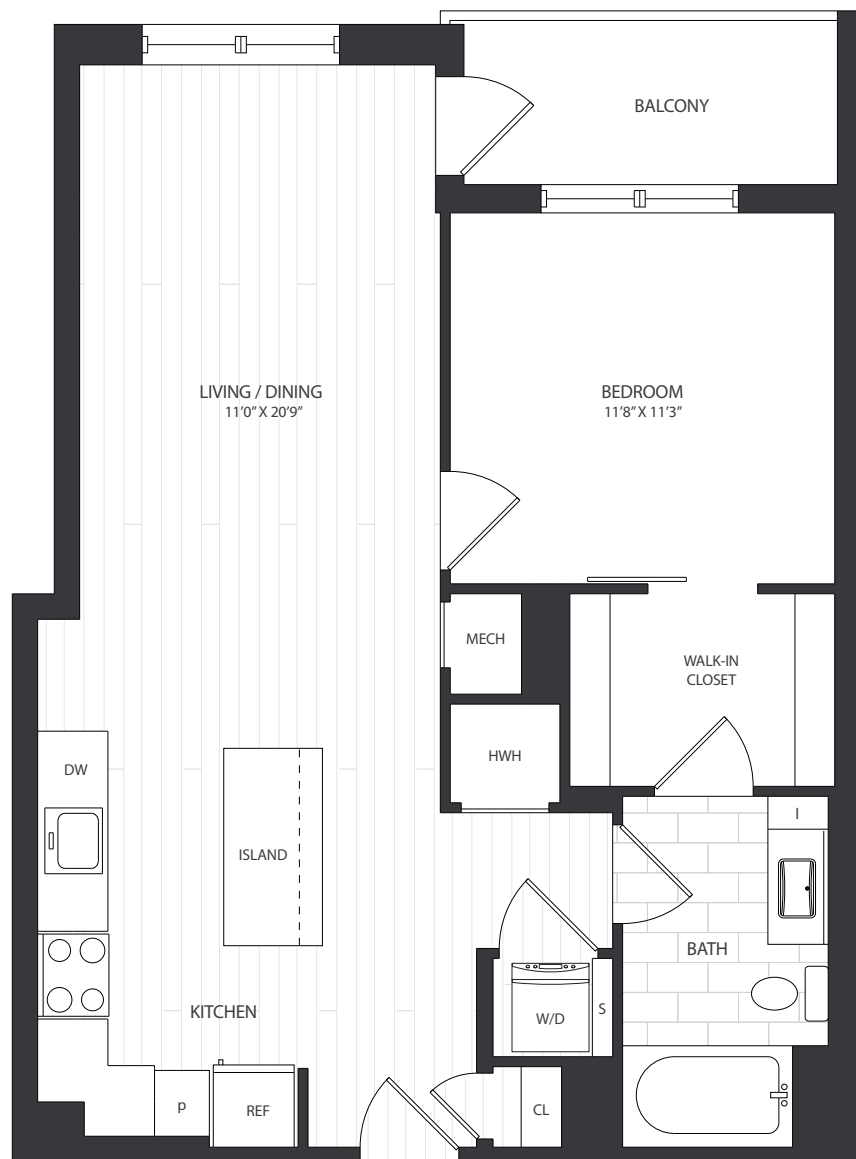 BALCONY
LIVING / DINING
11’0” X 20’9”
BEDROOM
11’8” X 11’3”
MECH
WALK-IN
CLOSET
HWH
DW
I
ISLAND
BATH
KITCHEN
W/D
S
p
REF
CL